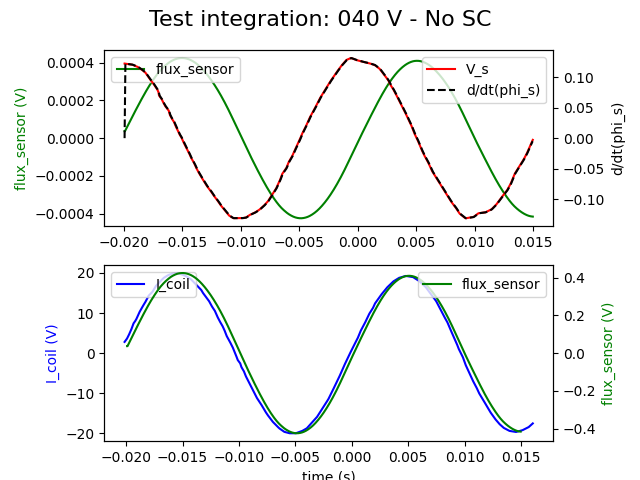 Test integration: 040 V - No SC
flux_sensor
V_s
d/dt(phi_s)
0.0004
0.0002
0.0000
−0.0002
−0.0004
flux_sensor (V)
0.10
0.05
0.00
−0.05
−0.10
d/dt(phi_s)
−0.020 −0.015 −0.010 −0.005 0.000 0.005 0.010 0.015
I_coil
flux_sensor
20
10
0
−10
−20
I_coil (V)
0.4
0.2
0.0
−0.2
−0.4
flux_sensor (V)
−0.020 −0.015 −0.010 −0.005 0.000 0.005 0.010 0.015
time (s)